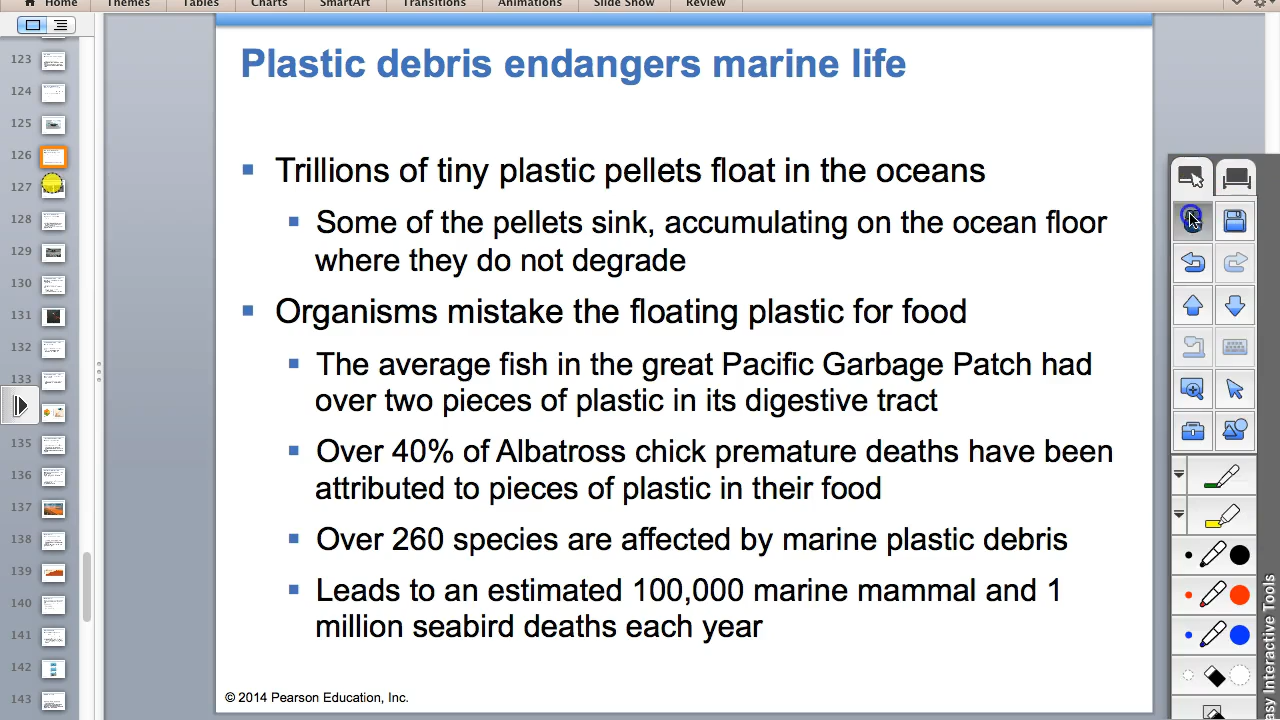 Home Themes Tables Charts SmartArt Transitions Animations Slide Show Review
123
124
125
126
127
128
129
130
131
132
133
135
136
137
138
139
140
141
142
143
Plastic debris endangers marine life
Trillions of tiny plastic pellets float in the oceans
Some of the pellets sink, accumulating on the ocean floor
where they do not degrade
Organisms mistake the floating plastic for food
The average fish in the great Pacific Garbage Patch had
over two pieces of plastic in its digestive tract
Over 40% of Albatross chick premature deaths have been
attributed to pieces of plastic in their food
Over 260 species are affected by marine plastic debris
Leads to an estimated 100,000 marine mammal and 1
million seabird deaths each year
© 2014 Pearson Education, Inc.
Interactive Tools